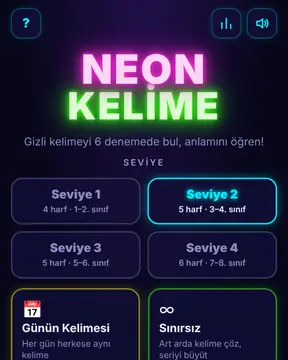 ?
NEON
KELİME
Gizli kelimeyi 6 denemede bul, anlamını öğren!
SEVİYE
Seviye 1
4 harf · 1–2. sınıf
Seviye 2
5 harf · 3–4. sınıf
Seviye 3
5 harf · 5–6. sınıf
Seviye 4
6 harf · 7–8. sınıf
JUL
17
Günün Kelimesi
Her gün herkese aynı
kelime
∞
Sınırsız
Art arda kelime çöz,
seriyi büyüt